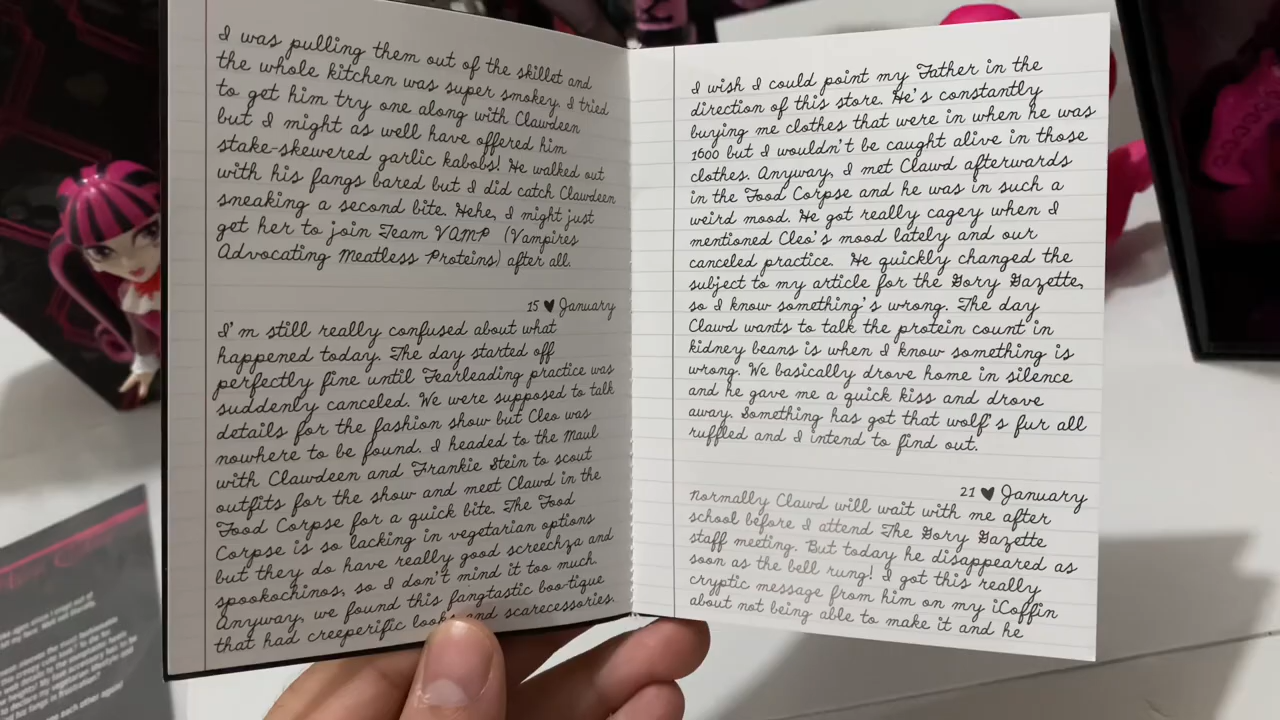 I was pulling them out of the skillet and
the whole kitchen was super smokey. I tried
to get him try one along with Clawdeen
but I might as well have offered him
stake-skewered garlic kabobs! He walked out
with his fangs bared but I did catch Clawdeen
sneaking a second bite. Hehe, I might just
get her to join Team VAMP (Vampires
Advocating Meatless Proteins) after all.
15 ♥ January
I'm still really confused about what
happened today. The day started off
perfectly fine until Fearleading practice was
suddenly canceled. We were supposed to talk
details for the fashion show but Cleo was
nowhere to be found. I headed to the Maul
with Clawdeen and Frankie Stein to scout
outfits for the show and meet Clawd in the
Food Corpse for a quick bite. The Food
Corpse is so lacking in vegetarian options
but they do have really good screechza and
spookochinos, so I don't mind it too much.
Anyway, we found this fangtastic boo-tique
that had creeperific looks and scarecessories.
I wish I could point my Father in the
direction of this store. He's constantly
buying me clothes that were in when he was
1600 but I wouldn't be caught alive in those
clothes. Anyway, I met Clawd afterwards
in the Food Corpse and he was in such a
weird mood. He got really cagey when I
mentioned Cleo's mood lately and our
canceled practice. He quickly changed the
subject to my article for the Gory Gazette,
so I know something's wrong. The day
Clawd wants to talk the protein count in
kidney beans is when I know something is
wrong. We basically drove home in silence
and he gave me a quick kiss and drove
away. Something has got that wolf's fur all
ruffled and I intend to find out.
21 ♥ January
Normally Clawd will wait with me after
school before I attend The Gory Gazette
staff meeting. But today he disappeared as
soon as the bell rung! I got this really
cryptic message from him on my iCoffin
about not being able to make it and he